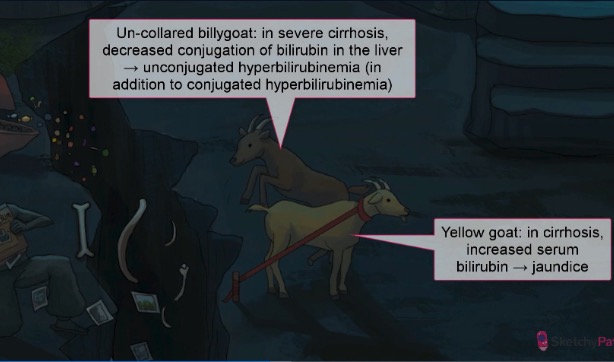 Un-collared billygoat: in severe cirrhosis,
decreased conjugation of bilirubin in the liver
→ unconjugated hyperbilirubinemia (in
addition to conjugated hyperbilirubinemia)
Yellow goat: in cirrhosis,
increased serum
bilirubin → jaundice
SketchyPa